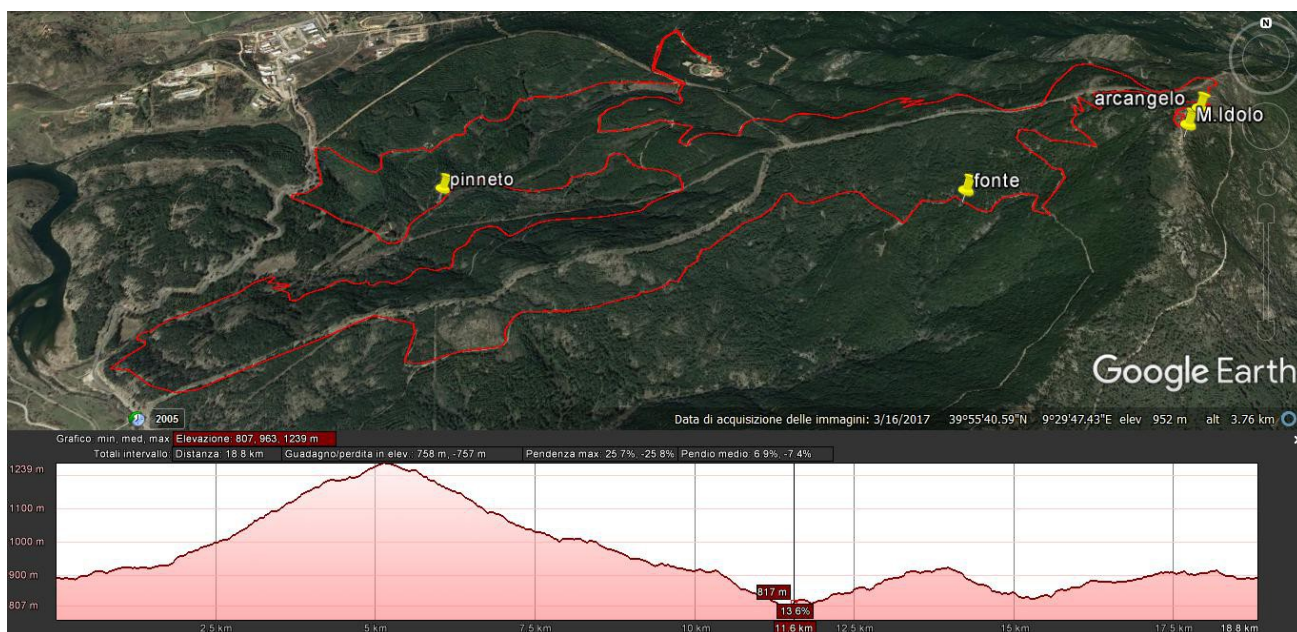 N
arcangelo
M.Idolo
pinneto
fonte
Google Earth
2005
Data di acquisizione delle immagini: 3/16/2017 39°55'40.59"N 9°29'47.43"E elev 952 m alt 3.76 km
Grafico min, med, max Elevazione: 807, 963, 1239 m
Totali intervallo: Distanza: 18.8 km Guadagno/perdita in elev.: 758 m, -757 m Pendenza max: 25.7%, -25.8% Pendio medio: 6.9%, -7.4%
1239 m
1100 m
1000 m
900 m
807 m
817 m
13.6%
2.5 km 5 km 7.5 km 10 km 11.6 km 12.5 km 15 km 17.5 km 18.8 km